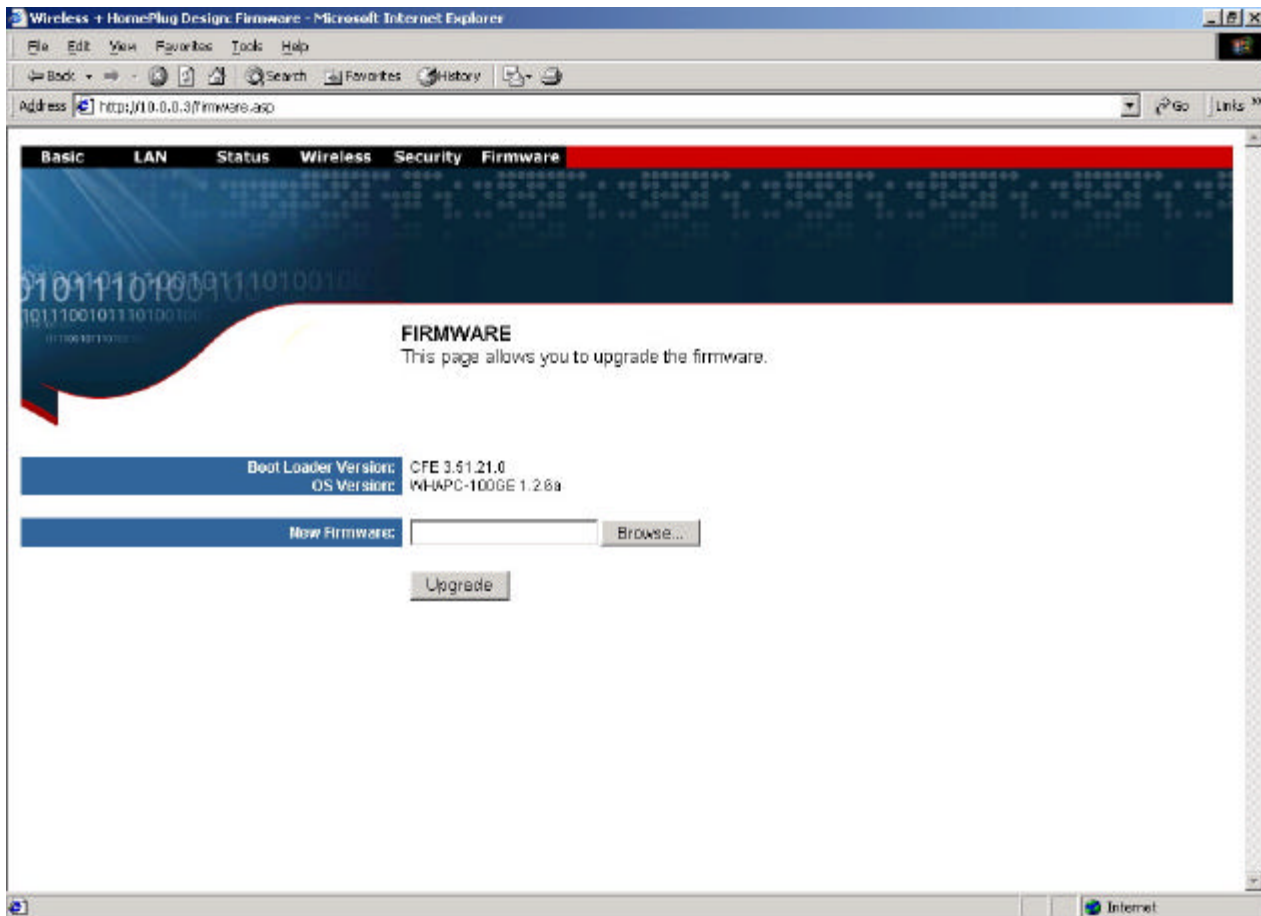 Wireless + HomePlug Design: Firmware - Microsoft Internet Explorer
File Edit View Favorites Tools Help
Back Search Favorites History
Address http://10.0.0.3/firmware.asp Go Links »
Basic LAN Status Wireless Security Firmware
FIRMWARE
This page allows you to upgrade the firmware.
Boot Loader Version: CFE 3.51.21.0
OS Version: WHAPC-100GE 1.2.6a
New Firmware: Browse...
Upgrade
Internet